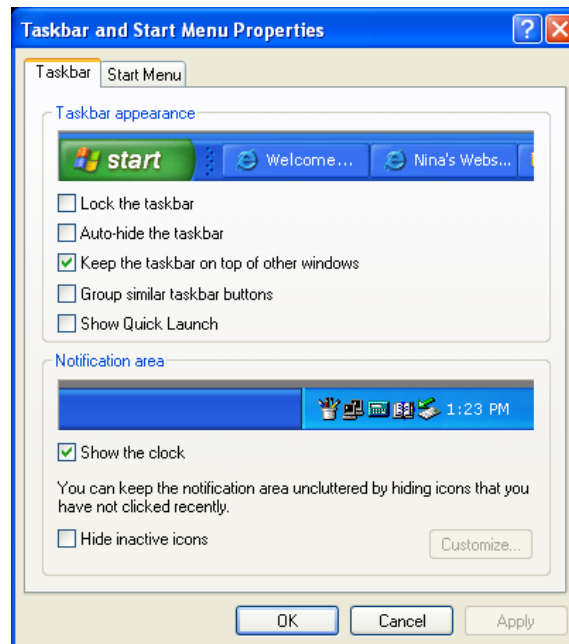 Taskbar and Start Menu Properties
Taskbar
Start Menu
Taskbar appearance
start
Welcome...
Nina's Webs...
Lock the taskbar
Auto-hide the taskbar
Keep the taskbar on top of other windows
Group similar taskbar buttons
Show Quick Launch
Notification area
1:23 PM
Show the clock
You can keep the notification area uncluttered by hiding icons that you
have not clicked recently.
Hide inactive icons
Customize...
OK
Cancel
Apply